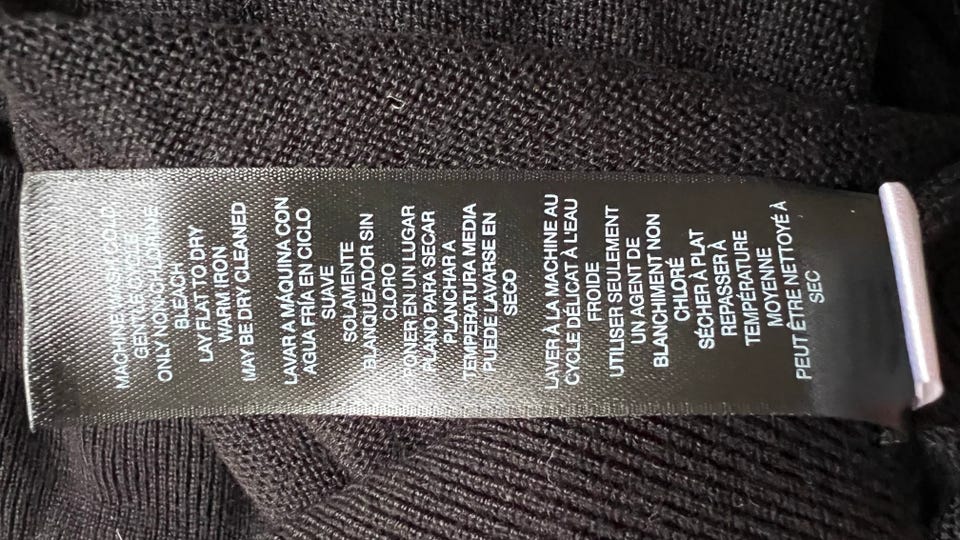 MACHINE WASH COLD
GENTLE CYCLE
ONLY NON-CHLORINE
BLEACH
LAY FLAT TO DRY
WARM IRON
MAY BE DRY CLEANED
LAVAR A MÁQUINA CON
AGUA FRÍA EN CICLO
SUAVE
SOLAMENTE
BLANQUEADOR SIN
CLORO
PONER EN UN LUGAR
PLANO PARA SECAR
PLANCHAR A
TEMPERATURA MEDIA
PUEDE LAVARSE EN
SECO
LAVER À LA MACHINE AU
CYCLE DÉLICAT À L'EAU
FROIDE
UTILISER SEULEMENT
UN AGENT DE
BLANCHIMENT NON
CHLORÉ
SÉCHER À PLAT
REPASSER À
TEMPÉRATURE
MOYENNE
PEUT ÊTRE NETTOYÉ À
SEC